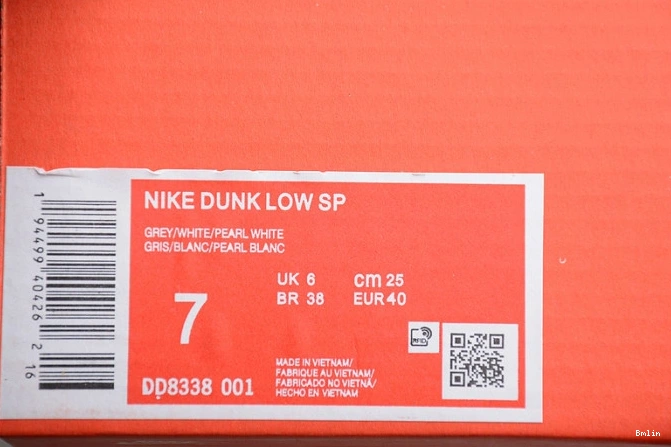 NIKE DUNK LOW SP
GREY/WHITE/PEARL WHITE
GRIS/BLANC/PEARL BLANC
UK 6 cm 25
BR 38 EUR 40
7
RFID
MADE IN VIETNAM/
FABRIQUE AU VIETNAM/
FABRICADO NO VIETNÃ/
HECHO EN VIETNAM
DD8338 001
1 94499 40426 2 16
Bmlin